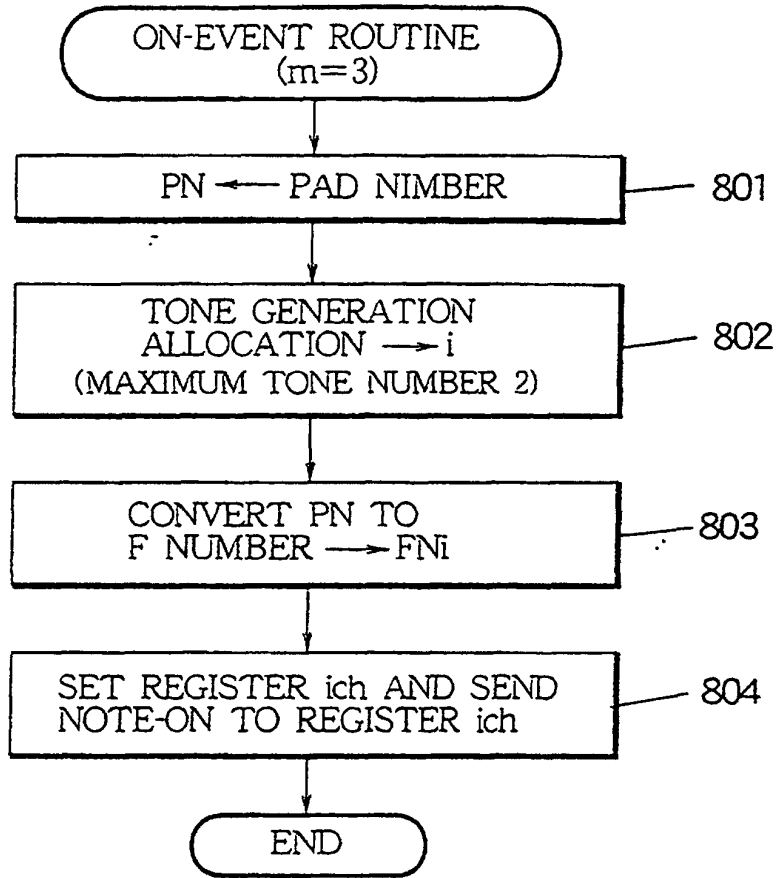 ON-EVENT ROUTINE
(m=3)
PN ← PAD NIMBER
801
TONE GENERATION
ALLOCATION → i
(MAXIMUM TONE NUMBER 2)
802
CONVERT PN TO
F NUMBER → FNi
803
SET REGISTER ich AND SEND
NOTE-ON TO REGISTER ich
804
END